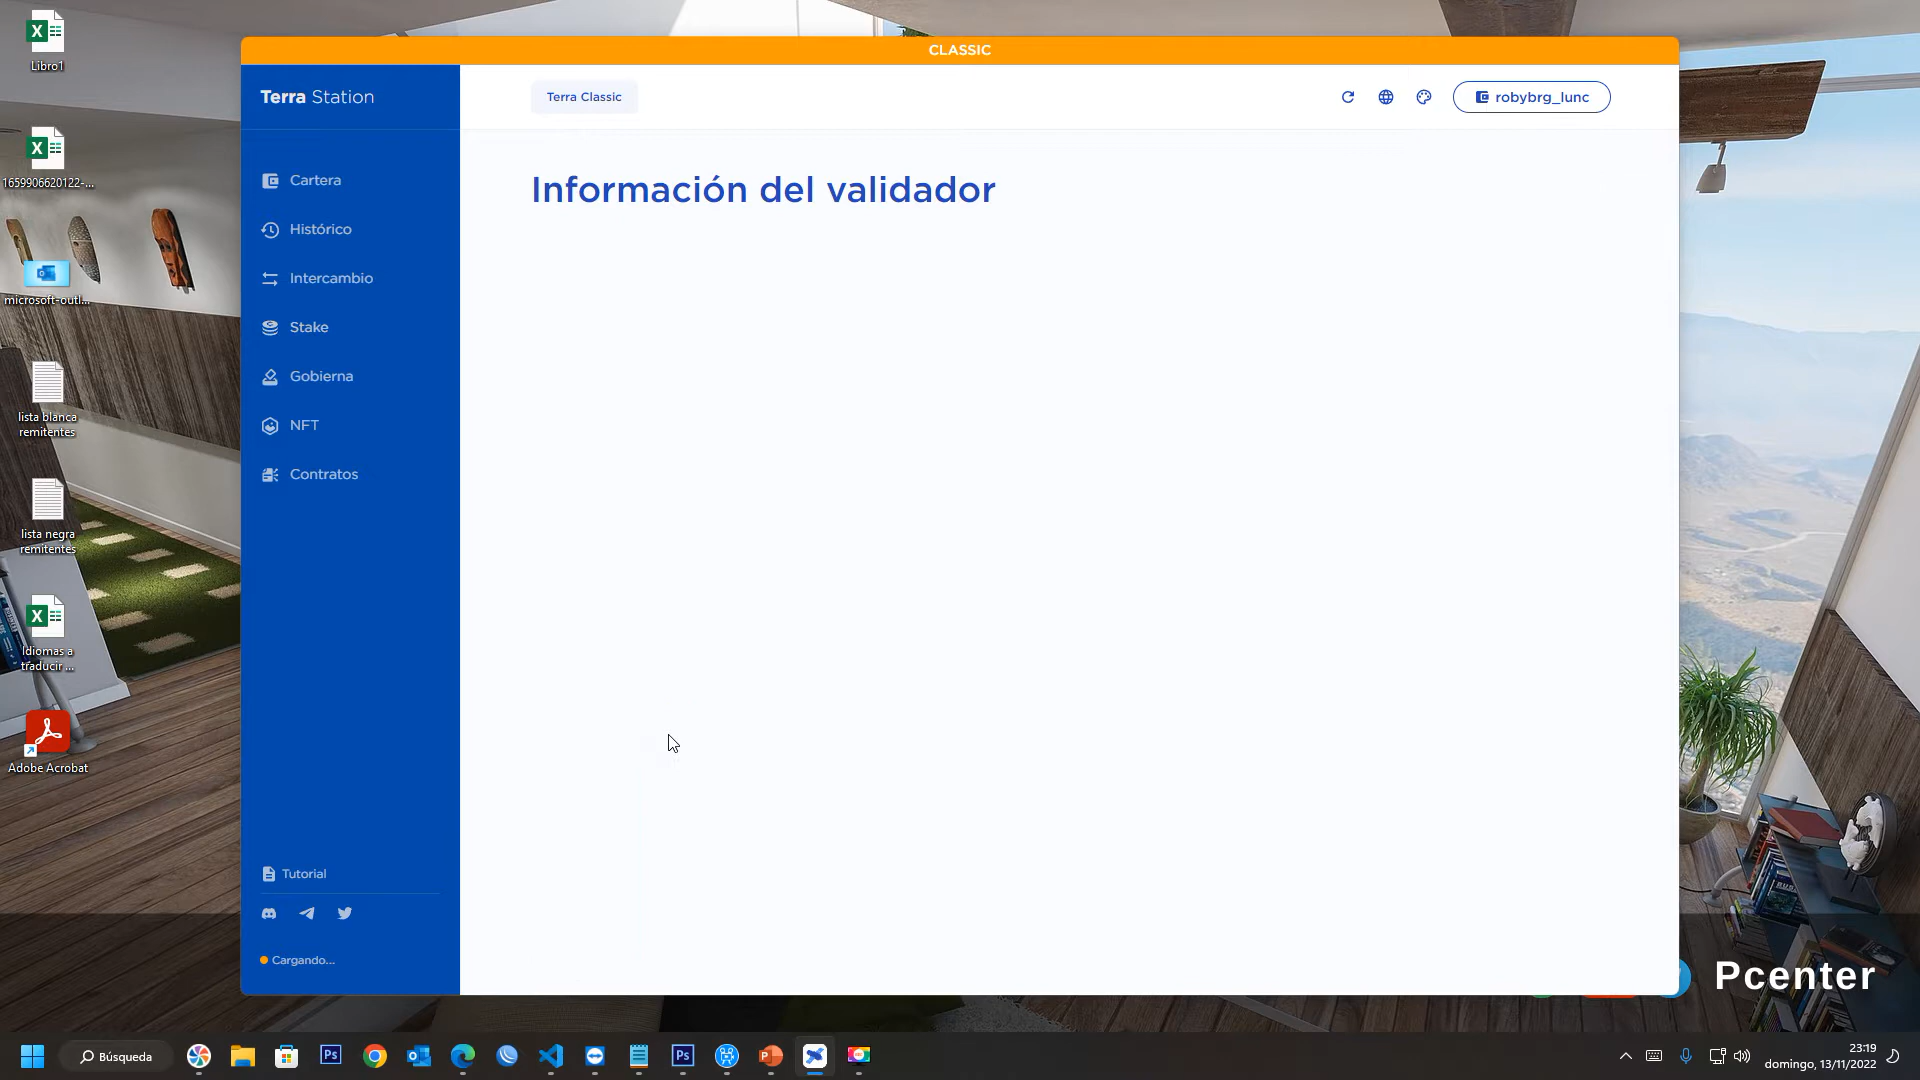 Libro1
1659906620122-...
microsoft-outl...
lista blanca
remitentes
lista negra
remitentes
Idiomas a
traducir ...
Adobe Acrobat
CLASSIC
Terra Station
Terra Classic
robybrg_lunc
Cartera
Histórico
Intercambio
Stake
Gobierna
NFT
Contratos
Información del validador
Tutorial
Cargando...
Pcenter
Búsqueda
Ps
Ps
23:19
domingo, 13/11/2022